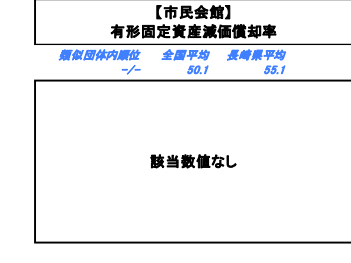 【市民会館】
有形固定資産減価償却率
類似団体内順位 全国平均 長崎県平均
-/- 50.1 55.1
該当数値なし